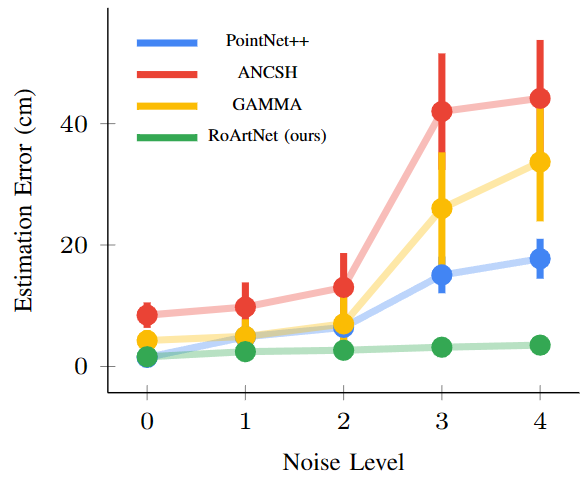 PointNet++
ANCSH
GAMMA
RoArtNet (ours)
Estimation Error (cm)
40
20
0
0 1 2 3 4
Noise Level